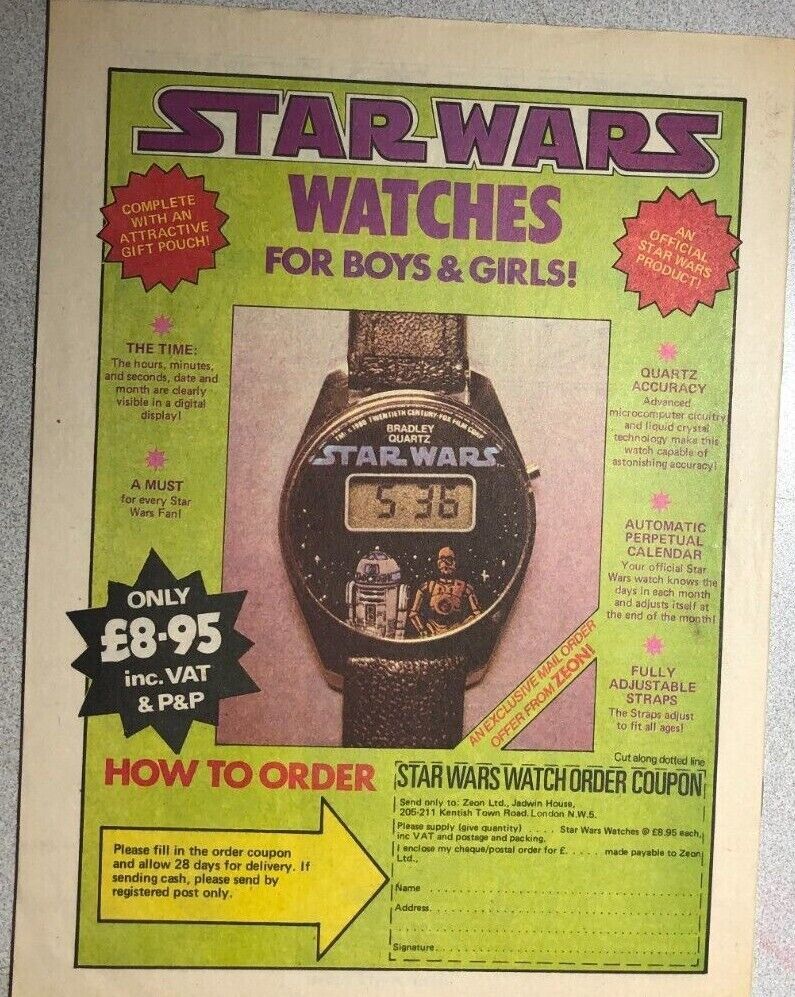 STAR WARS
WATCHES
FOR BOYS & GIRLS!
COMPLETE
WITH AN
ATTRACTIVE
GIFT POUCH!
AN
OFFICIAL
STAR WARS
PRODUCT!
THE TIME:
The hours, minutes,
and seconds, date and
month are clearly
visible in a digital
display!
A MUST
for every Star
Wars Fan!
ONLY
£8·95
inc. VAT
& P&P
1980 TWENTIETH CENTURY-FOX FILM CORP
BRADLEY
QUARTZ
STAR WARS
5 36
AN EXCLUSIVE MAIL ORDER
OFFER FROM ZEON!
QUARTZ
ACCURACY
Advanced
microcomputer cicuitry
and liquid crystal
technology make this
watch capable of
astonishing accuracy!
AUTOMATIC
PERPETUAL
CALENDAR
Your official Star
Wars watch knows the
days in each month
and adjusts itself at
the end of the month!
FULLY
ADJUSTABLE
STRAPS
The Straps adjust
to fit all ages!
HOW TO ORDER
Please fill in the order coupon
and allow 28 days for delivery. If
sending cash, please send by
registered post only.
Cut along dotted line
STAR WARS WATCH ORDER COUPON
Send only to: Zeon Ltd., Jadwin House,
205-211 Kentish Town Road. London N.W.5.
Please supply (give quantity) . . . . Star Wars Watches @ £8.95 each,
inc VAT and postage and packing.
I enclose my cheque/postal order for £. . . . . . made payable to Zeon
Ltd.,
Name
Address.
Signature.